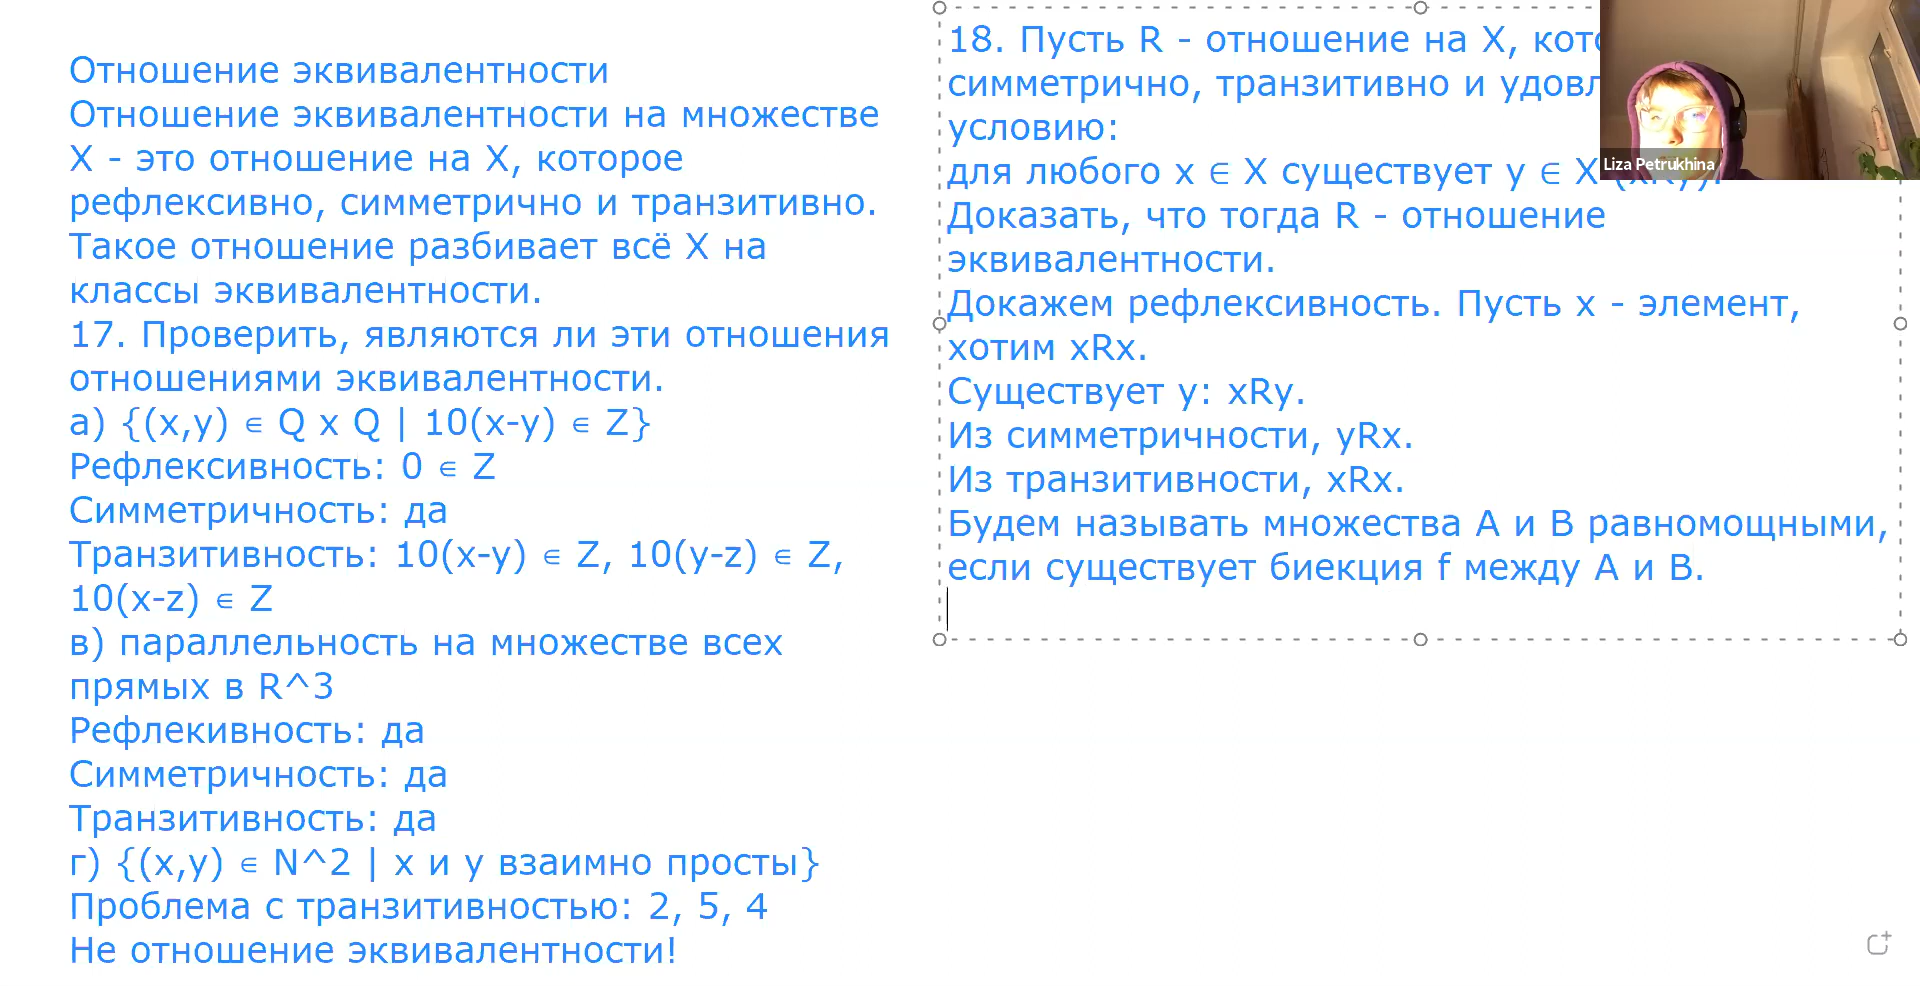 Отношение эквивалентности
Отношение эквивалентности на множестве
X - это отношение на X, которое
рефлексивно, симметрично и транзитивно.
Такое отношение разбивает всё X на
классы эквивалентности.
17. Проверить, являются ли эти отношения
отношениями эквивалентности.
а) {(x,y) ∈ Q x Q | 10(x-y) ∈ Z}
Рефлексивность: 0 ∈ Z
Симметричность: да
Транзитивность: 10(x-y) ∈ Z, 10(y-z) ∈ Z,
10(x-z) ∈ Z
в) параллельность на множестве всех
прямых в R^3
Рефлекивность: да
Симметричность: да
Транзитивность: да
г) {(x,y) ∈ N^2 | x и y взаимно просты}
Проблема с транзитивностью: 2, 5, 4
Не отношение эквивалентности!
18. Пусть R - отношение на X,
симметрично, транзитивно и
условию:
для любого x ∈ X существует y ∈ X (xRy).
Доказать, что тогда R - отношение
эквивалентности.
Докажем рефлексивность. Пусть x - элемент,
хотим xRx.
Существует y: xRy.
Из симметричности, yRx.
Из транзитивности, xRx.
Будем называть множества A и B равномощными,
если существует биекция f между A и B.
Liza Petrukhina